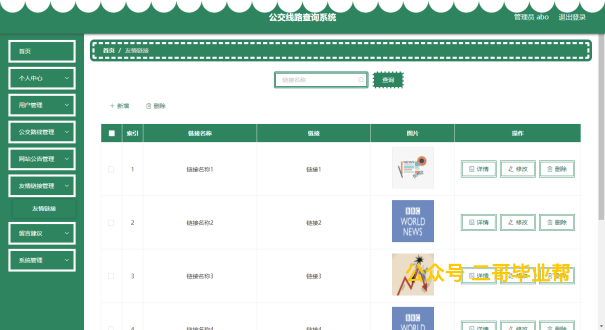 公交线路查询系统
管理员 abo 退出登录
首页
个人中心
用户管理
公交路线管理
网站公告管理
友情链接管理
友情链接
留言建议
系统管理
首页 / 友情链接
链接名称
查询
+ 新增 删除
索引 链接名称 链接 图片 操作
1 链接名称1 链接1 详情 修改 删除
2 链接名称2 链接2 BBC WORLD NEWS 详情 修改 删除
3 链接名称3 链接3 详情 修改 删除
公众号 二哥毕业帮
4 链接名称4 链接4 BBC WORLD 详情 修改 删除